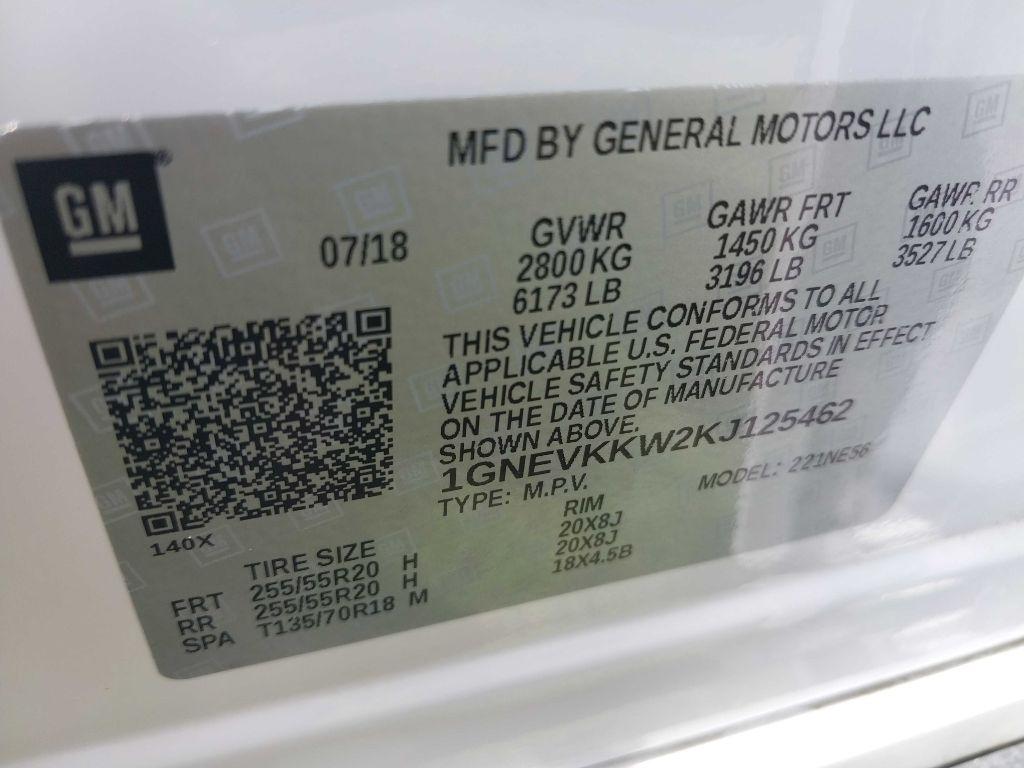 GM
MFD BY GENERAL MOTORS LLC
07/18
GVWR GAWR FRT GAWR RR
2800 KG 1450 KG 1600 KG
6173 LB 3196 LB 3527 LB
THIS VEHICLE CONFORMS TO ALL
APPLICABLE U.S. FEDERAL MOTOR
VEHICLE SAFETY STANDARDS IN EFFECT
ON THE DATE OF MANUFACTURE
SHOWN ABOVE.
1GNEVKKW2KJ125462
TYPE: M.P.V. MODEL: 221NE56
140X
TIRE SIZE RIM
FRT 255/55R20 H 20X8J
RR 255/55R20 H 20X8J
SPA T135/70R18 M 18X4.5B